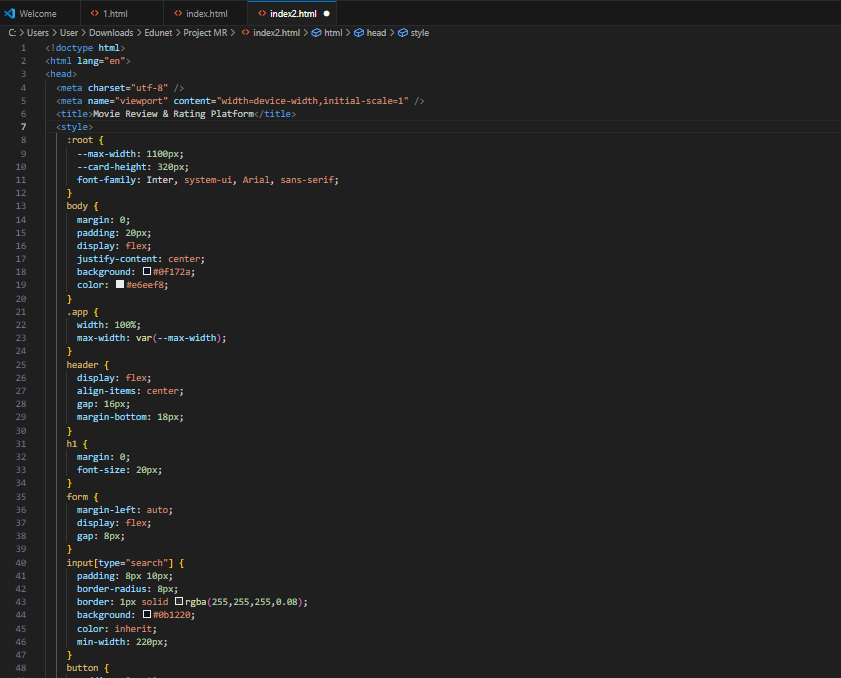 Welcome
1.html
index.html
index2.html
C: > Users > User > Downloads > Edunet > Project MR > index2.html > html > head > style
1 <!doctype html>
2 <html lang="en">
3 <head>
4 <meta charset="utf-8" />
5 <meta name="viewport" content="width=device-width,initial-scale=1" />
6 <title>Movie Review & Rating Platform</title>
7 <style>
8 :root {
9 --max-width: 1100px;
10 --card-height: 320px;
11 font-family: Inter, system-ui, Arial, sans-serif;
12 }
13 body {
14 margin: 0;
15 padding: 20px;
16 display: flex;
17 justify-content: center;
18 background: #0f172a;
19 color: #e6eef8;
20 }
21 .app {
22 width: 100%;
23 max-width: var(--max-width);
24 }
25 header {
26 display: flex;
27 align-items: center;
28 gap: 16px;
29 margin-bottom: 18px;
30 }
31 h1 {
32 margin: 0;
33 font-size: 20px;
34 }
35 form {
36 margin-left: auto;
37 display: flex;
38 gap: 8px;
39 }
40 input[type="search"] {
41 padding: 8px 10px;
42 border-radius: 8px;
43 border: 1px solid rgba(255,255,255,0.08);
44 background: #0b1220;
45 color: inherit;
46 min-width: 220px;
47 }
48 button {